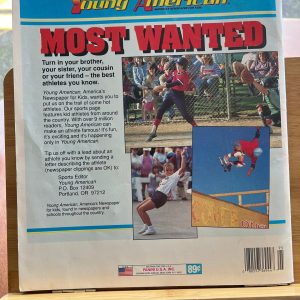 Young American
MOST WANTED
Turn in your brother,
your sister, your cousin
or your friend – the best
athletes you know.
Young American, America's
Newspaper for Kids, wants you
to put us on the trail of some hot
athletes. Our sports page
features kid athletes from around
the country. With over 9 million
readers, Young American can
make an athlete famous! It's fun,
it's exciting and it's happening
only in Young American.
Tip us off with a lead about an
athlete you know by sending a
letter describing the athlete
(newspaper clippings are OK) to:
Sports Editor
Young American
P.O. Box 12409
Portland, OR 97212
Young American, America's Newspaper
for kids, found in newspapers and
schools throughout the country.
PANINI U.S.A. INC.
89¢